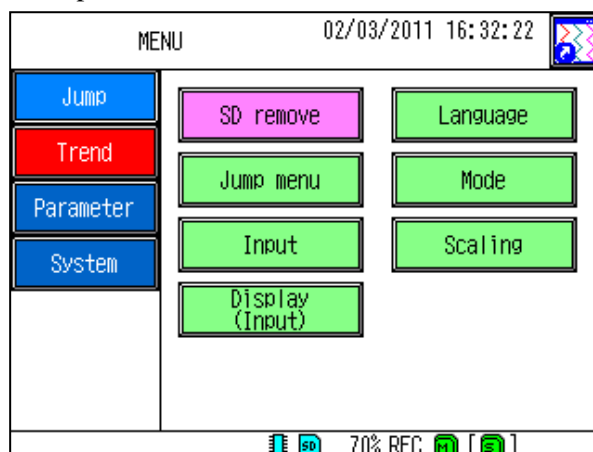 MENU
02/03/2011 16:32:22
Jump
Trend
Parameter
System
SD remove
Language
Jump menu
Mode
Input
Scaling
Display
(Input)
SD 70% REC M [S]